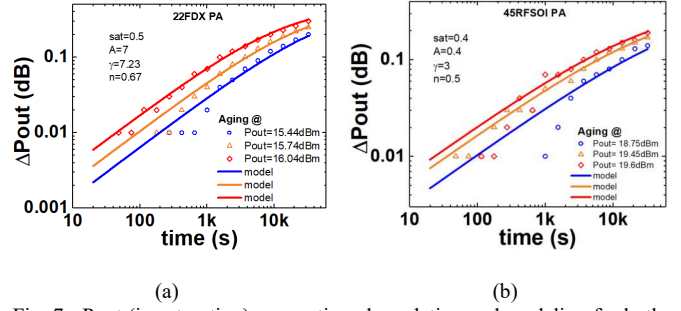 22FDX PA
sat=0.5
A=7
γ=7.23
n=0.67
ΔPout (dB)
0.1
0.01
0.001
Aging @
Pout=15.44dBm
Pout=15.74dBm
Pout=16.04dBm
model
model
model
10 100 1k 10k
time (s)
(a)
45RFSOI PA
sat=0.4
A=0.4
γ=3
n=0.5
ΔPout (dB)
0.1
0.01
Aging @
Pout= 18.75dBm
Pout= 19.45dBm
Pout= 19.6dBm
model
model
model
10 100 1k 10k
time (s)
(b)